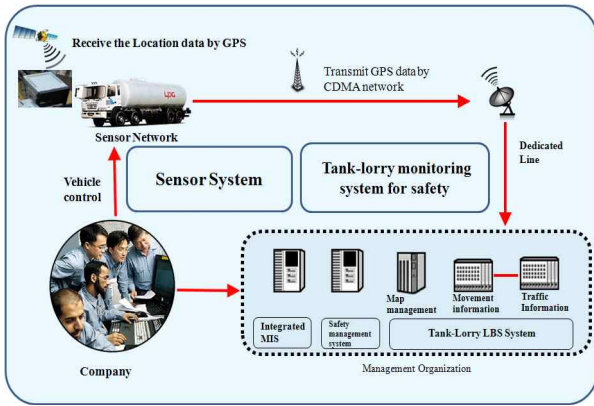 Receive the Location data by GPS
LPG
Transmit GPS data by
CDMA network
Sensor Network
Dedicated
Line
Vehicle
control
Sensor System
Tank-lorry monitoring
system for safety
Map
management
Movement
information
Traffic
Information
Integrated
MIS
Safety
management
system
Tank-Lorry LBS System
Company
Management Organization